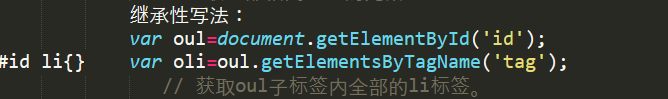 继承性写法：
var oul=document.getElementById('id');
#id li{} var oli=oul.getElementsByTagName('tag');
// 获取oul子标签内全部的li标签。